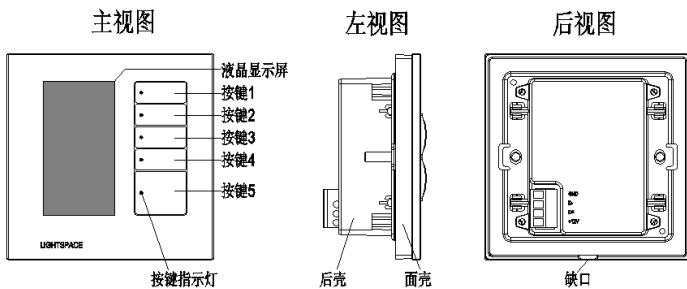 主视图
左视图
后视图
液晶显示屏
按键1
按键2
按键3
按键4
按键5
LIGHTSPACE
按键指示灯
后壳
面壳
缺口
GND
D-
D+
+12V